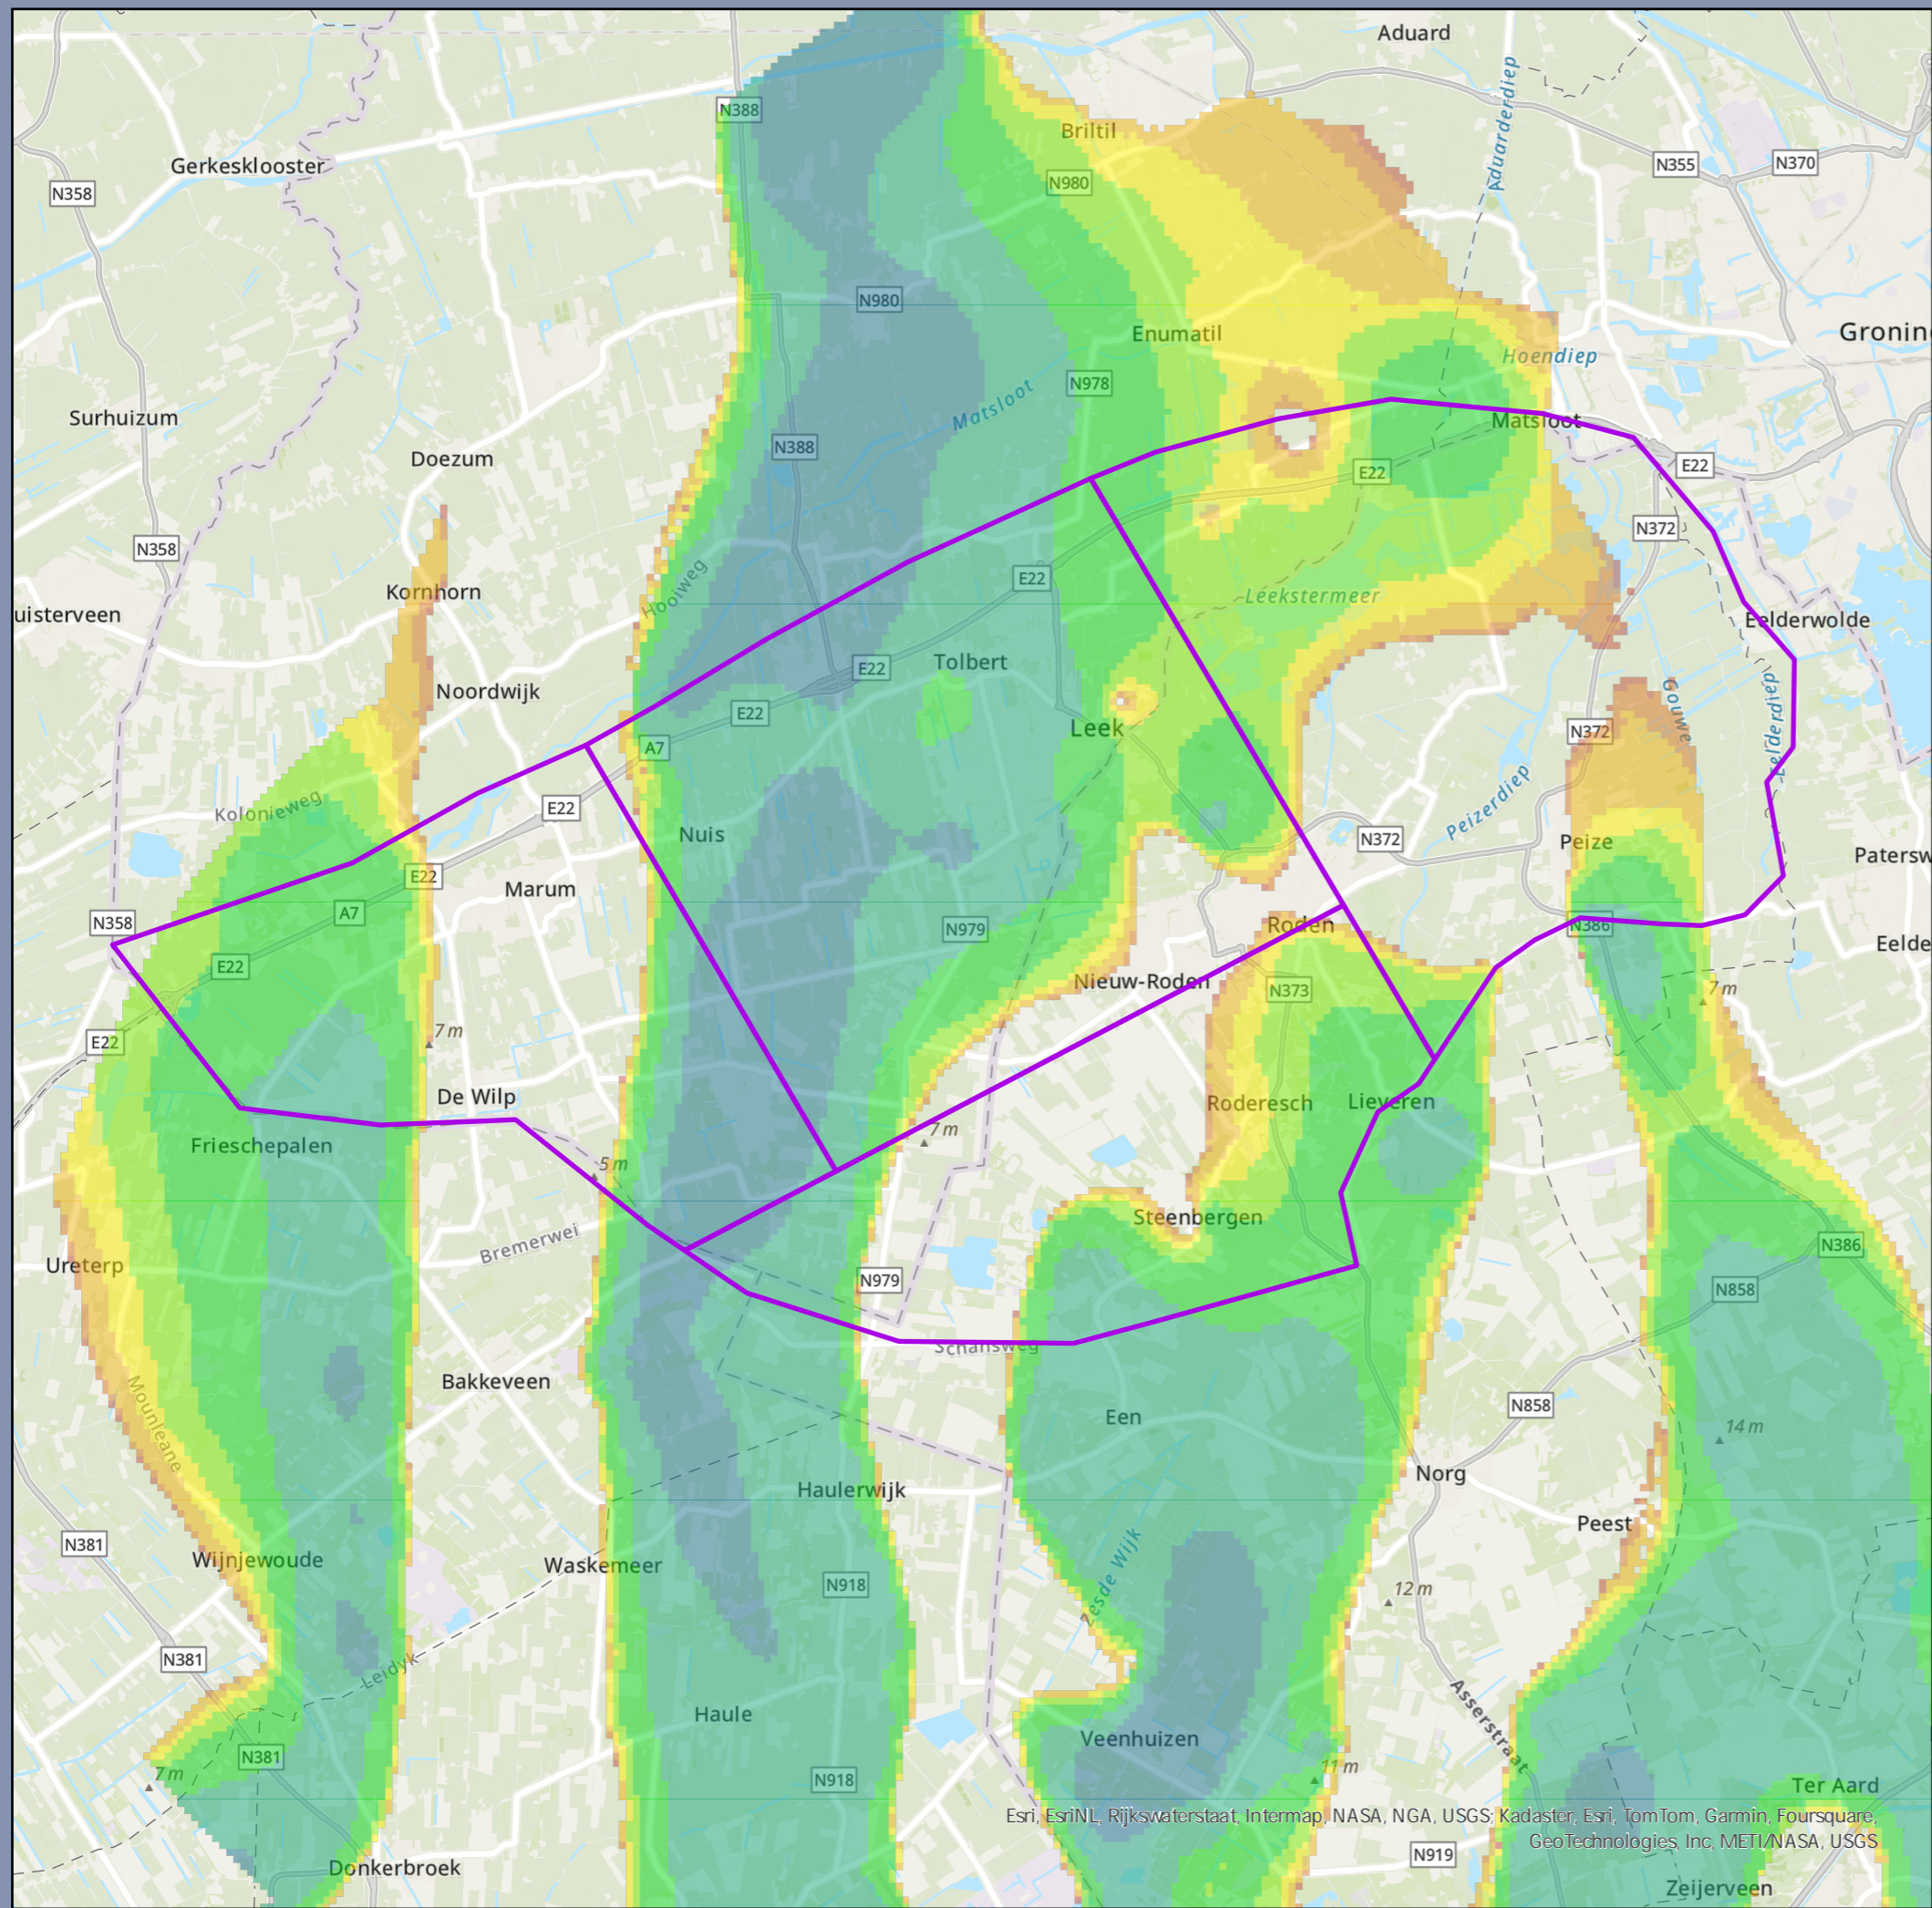 Aduard
N388
Briltil
Aduarderdiep
Gerkesklooster
N355
N370
N358
N980
N980
Enumatil
Groning
Hoendiep
N978
Matsloot
Surhuizum
Matsloot
N388
Doezum
E22
E22
N372
N358
Hooiweg
E22
Kornhorn
Leekstermeer
uisterveen
Eelderwolde
E22
Tolbert
Noordwijk
E22
Leek
N372
Gouwe
Eelderdiep
A7
Kolonieweg
E22
Nuis
Peizerdiep
N372
Peize
Patersw
E22
Marum
A7
N358
N979
Roden
N386
Eelde
E22
Nieuw-Roden
N373
7 m
7 m
E22
De Wilp
Roderesch
Lieveren
7 m
Frieschepalen
5 m
Steenbergen
Bremerwei
N386
Ureterp
N979
N858
Schansweg
Bakkeveen
N858
Mounleane
Een
14 m
Norg
Haulerwijk
Peest
N381
Wijnjewoude
Waskemeer
Zesde Wijk
N918
12 m
N381
Leidyk
Haule
Asserstraat
Veenhuizen
N381
7 m
N918
11 m
Ter Aard
Esri, EsriNL, Rijkswaterstaat, Intermap, NASA, NGA, USGS; Kadaster, Esri, TomTom, Garmin, Foursquare,
GeoTechnologies, Inc, METI/NASA, USGS
N919
Donkerbroek
Zeijerveen